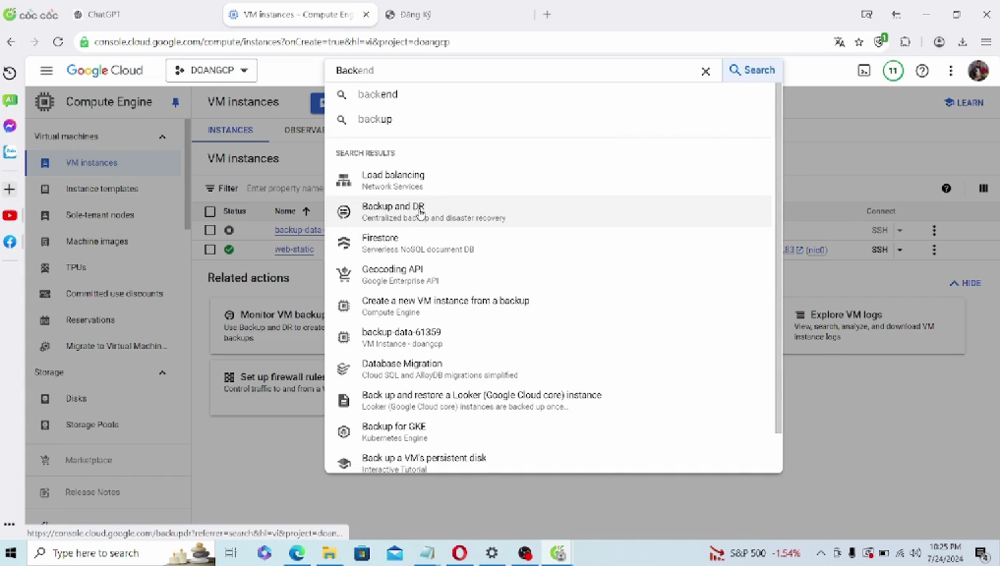 cốc cốc
ChatGPT
VM instances – Compute Eng
Đăng Ký
console.cloud.google.com/compute/instances?onCreate=true&hl=vi&project=doangcp
1
Google Cloud
DOANGCP
Backend
Search
11
Compute Engine
VM instances
LEARN
Virtual machines
INSTANCES
OBSERVA
VM instances
Instance templates
Sole-tenant nodes
Machine images
TPUs
Committed use discounts
Reservations
Migrate to Virtual Machin...
Storage
Disks
Storage Pools
Marketplace
Release Notes
VM instances
Filter
Enter property name
Status
Name
Connect
backup-data-
SSH
web-static
.83
(nic0)
SSH
Related actions
HIDE
Monitor VM backup
Use Backup and DR to create
backups.
Explore VM logs
View, search, analyze, and download VM
Instance logs
Set up firewall rules
Control traffic to and from a V
backend
backup
SEARCH RESULTS
Load balancing
Network Services
Backup and DR
Centralized backup and disaster recovery
Firestore
Serverless NoSQL document DB
Geocoding API
Google Enterprise API
Create a new VM instance from a backup
Compute Engine
backup-data-61359
VM Instance - doangcp
Database Migration
Cloud SQL and AlloyDB migrations simplified
Back up and restore a Looker (Google Cloud core) instance
Looker (Google Cloud core) instances are backed up once...
Backup for GKE
Kubernetes Engine
Back up a VM's persistent disk
Interactive Tutorial
https://console.cloud.google.com/backupdr?referrer=search&hl=vi&project=doan...
Type here to search
S&P 500 -1.54%
10:25 PM
7/24/2024